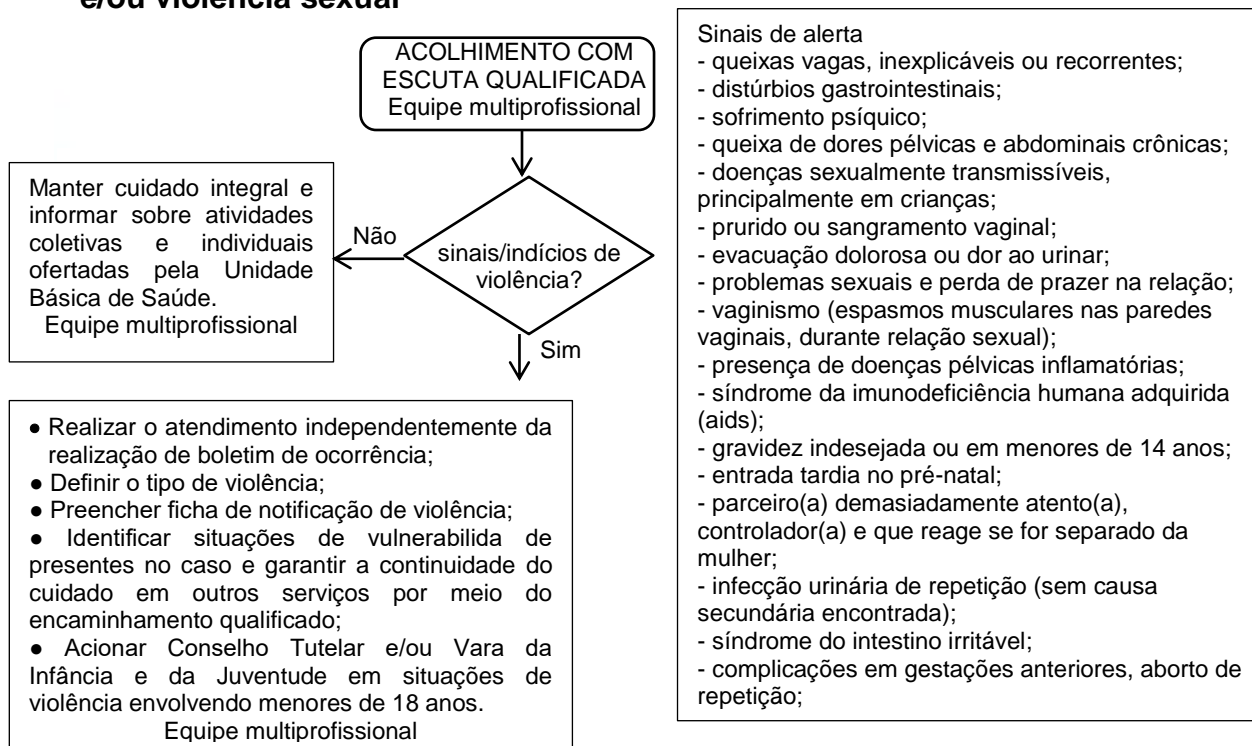 e/ou violência sexual
ACOLHIMENTO COM
ESCUTA QUALIFICADA
Equipe multiprofissional
sinais/indícios de
violência?
Não
Manter cuidado integral e
informar sobre atividades
coletivas e individuais
ofertadas pela Unidade
Básica de Saúde.
Equipe multiprofissional
Sim
● Realizar o atendimento independentemente da
realização de boletim de ocorrência;
● Definir o tipo de violência;
● Preencher ficha de notificação de violência;
● Identificar situações de vulnerabilida de
presentes no caso e garantir a continuidade do
cuidado em outros serviços por meio do
encaminhamento qualificado;
● Acionar Conselho Tutelar e/ou Vara da
Infância e da Juventude em situações de
violência envolvendo menores de 18 anos.
Equipe multiprofissional
Sinais de alerta
- queixas vagas, inexplicáveis ou recorrentes;
- distúrbios gastrointestinais;
- sofrimento psíquico;
- queixa de dores pélvicas e abdominais crônicas;
- doenças sexualmente transmissíveis,
principalmente em crianças;
- prurido ou sangramento vaginal;
- evacuação dolorosa ou dor ao urinar;
- problemas sexuais e perda de prazer na relação;
- vaginismo (espasmos musculares nas paredes
vaginais, durante relação sexual);
- presença de doenças pélvicas inflamatórias;
- síndrome da imunodeficiência humana adquirida
(aids);
- gravidez indesejada ou em menores de 14 anos;
- entrada tardia no pré-natal;
- parceiro(a) demasiadamente atento(a),
controlador(a) e que reage se for separado da
mulher;
- infecção urinária de repetição (sem causa
secundária encontrada);
- síndrome do intestino irritável;
- complicações em gestações anteriores, aborto de
repetição;